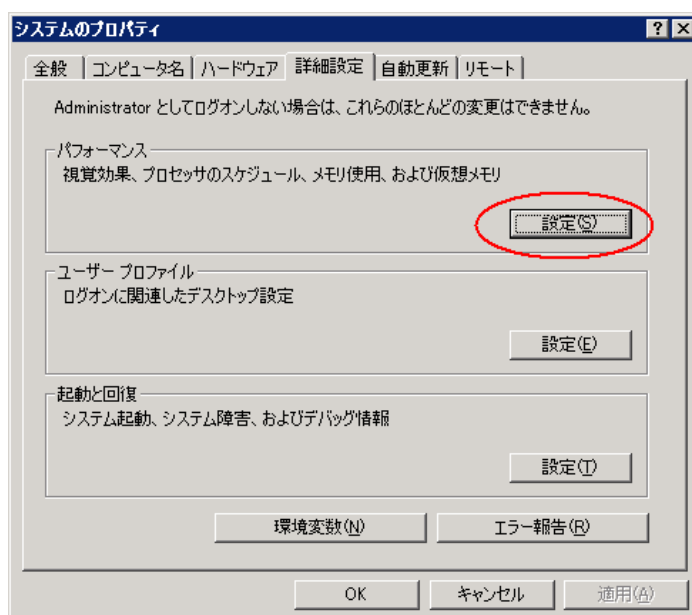 システムのプロパティ
全般 コンピュータ名 ハードウェア 詳細設定 自動更新 リモート
Administrator としてログオンしない場合は、これらのほとんどの変更はできません。
パフォーマンス
視覚効果、プロセッサのスケジュール、メモリ使用、および仮想メモリ
設定(S)
ユーザー プロファイル
ログオンに関連したデスクトップ設定
設定(E)
起動と回復
システム起動、システム障害、およびデバッグ情報
設定(T)
環境変数(N) エラー報告(R)
OK キャンセル 適用(A)